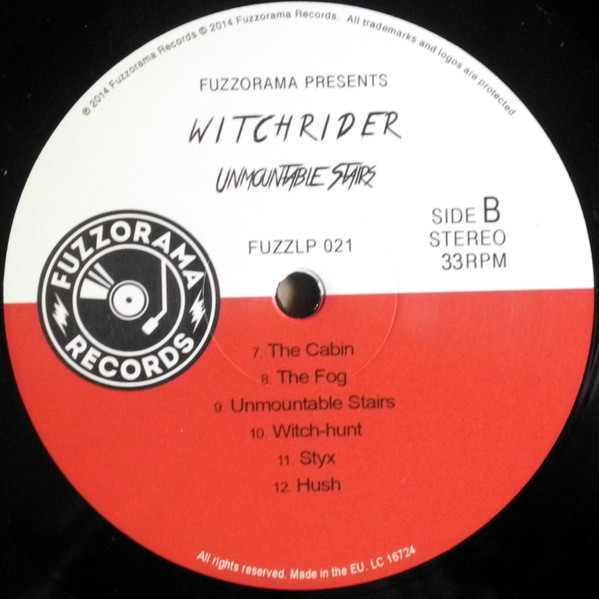 ℗ 2014 Fuzzorama Records © 2014 Fuzzorama Records. All trademarks and logos are protected.
FUZZORAMA PRESENTS
WITCHRIDER
UNMOUNTABLE STAIRS
SIDE B
STEREO
33RPM
FUZZLP 021
FUZZORAMA
RECORDS
7. The Cabin
8. The Fog
9. Unmountable Stairs
10. Witch-hunt
11. Styx
12. Hush
All rights reserved. Made in the EU. LC 16724